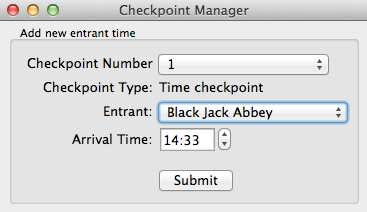 Checkpoint Manager
Add new entrant time
Checkpoint Number 1
Checkpoint Type: Time checkpoint
Entrant: Black Jack Abbey
Arrival Time: 14:33
Submit